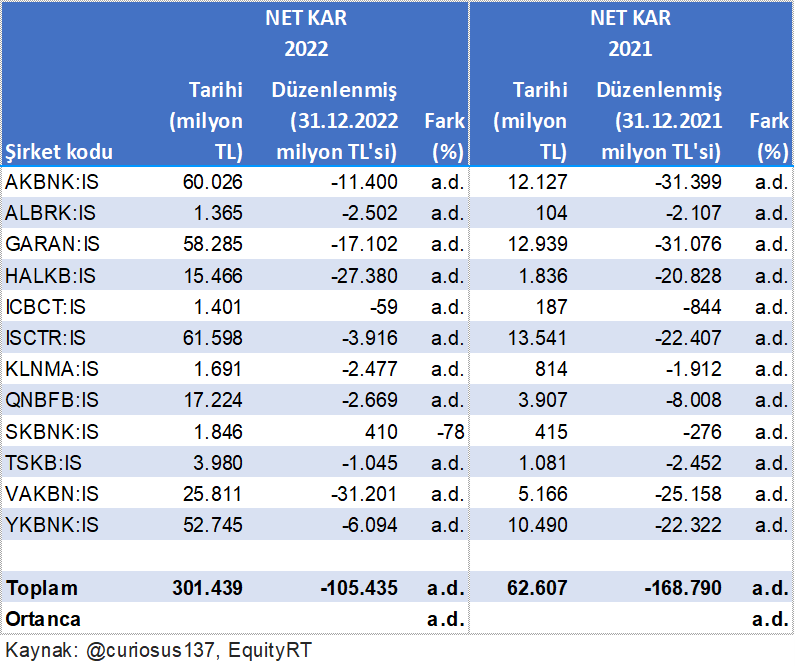 NET KAR NET KAR
2022 2021
Tarihi Düzenlenmiş Tarihi Düzenlenmiş
(milyon (31.12.2022 Fark (milyon (31.12.2021 Fark
Şirket kodu TL) milyon TL'si) (%) TL) milyon TL'si) (%)
AKBNK:IS 60.026 -11.400 a.d. 12.127 -31.399 a.d.
ALBRK:IS 1.365 -2.502 a.d. 104 -2.107 a.d.
GARAN:IS 58.285 -17.102 a.d. 12.939 -31.076 a.d.
HALKB:IS 15.466 -27.380 a.d. 1.836 -20.828 a.d.
ICBCT:IS 1.401 -59 a.d. 187 -844 a.d.
ISCTR:IS 61.598 -3.916 a.d. 13.541 -22.407 a.d.
KLNMA:IS 1.691 -2.477 a.d. 814 -1.912 a.d.
QNBFB:IS 17.224 -2.669 a.d. 3.907 -8.008 a.d.
SKBNK:IS 1.846 410 -78 415 -276 a.d.
TSKB:IS 3.980 -1.045 a.d. 1.081 -2.452 a.d.
VAKBN:IS 25.811 -31.201 a.d. 5.166 -25.158 a.d.
YKBNK:IS 52.745 -6.094 a.d. 10.490 -22.322 a.d.
Toplam 301.439 -105.435 a.d. 62.607 -168.790 a.d.
Ortanca a.d. a.d.
Kaynak: @curiosus137, EquityRT